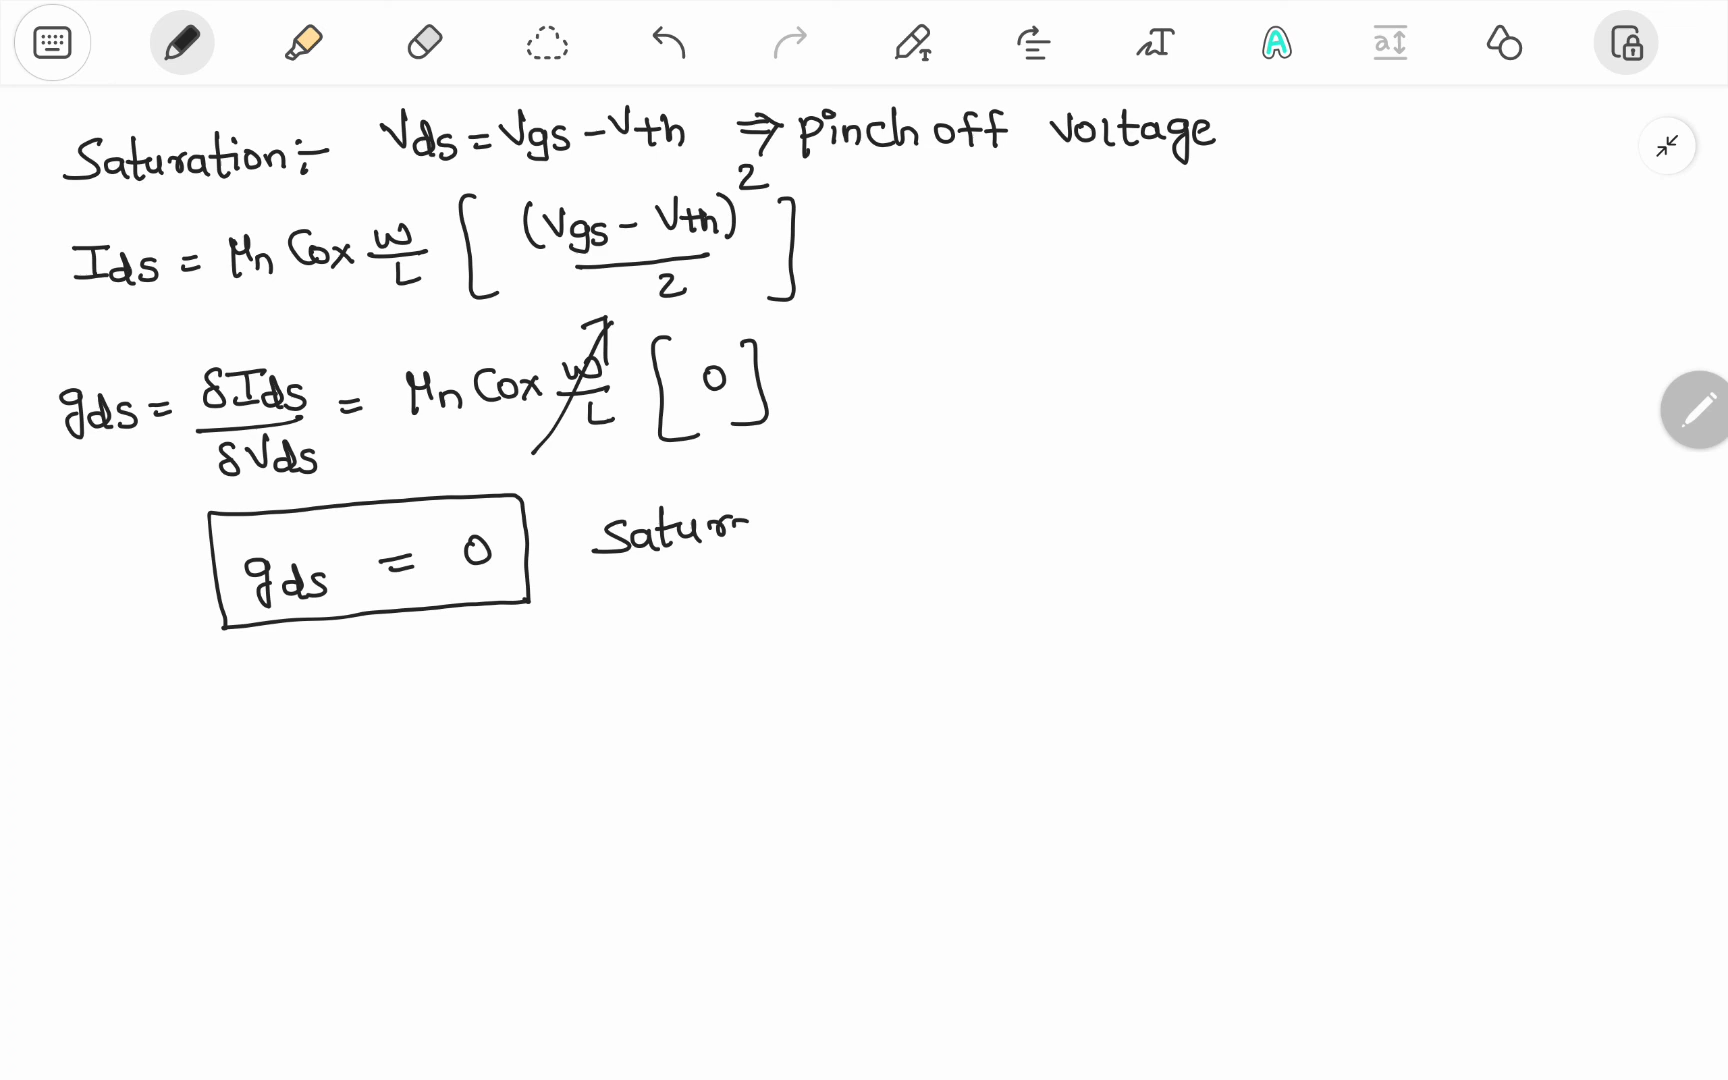 Saturation :- Vds = Vgs - Vth ⇒ pinch off voltage
Ids = μn Cox W/L [ (Vgs - Vth)^2 / 2 ]
gds = δIds / δVds = μn Cox W/L [ 0 ]
gds = 0 Satur